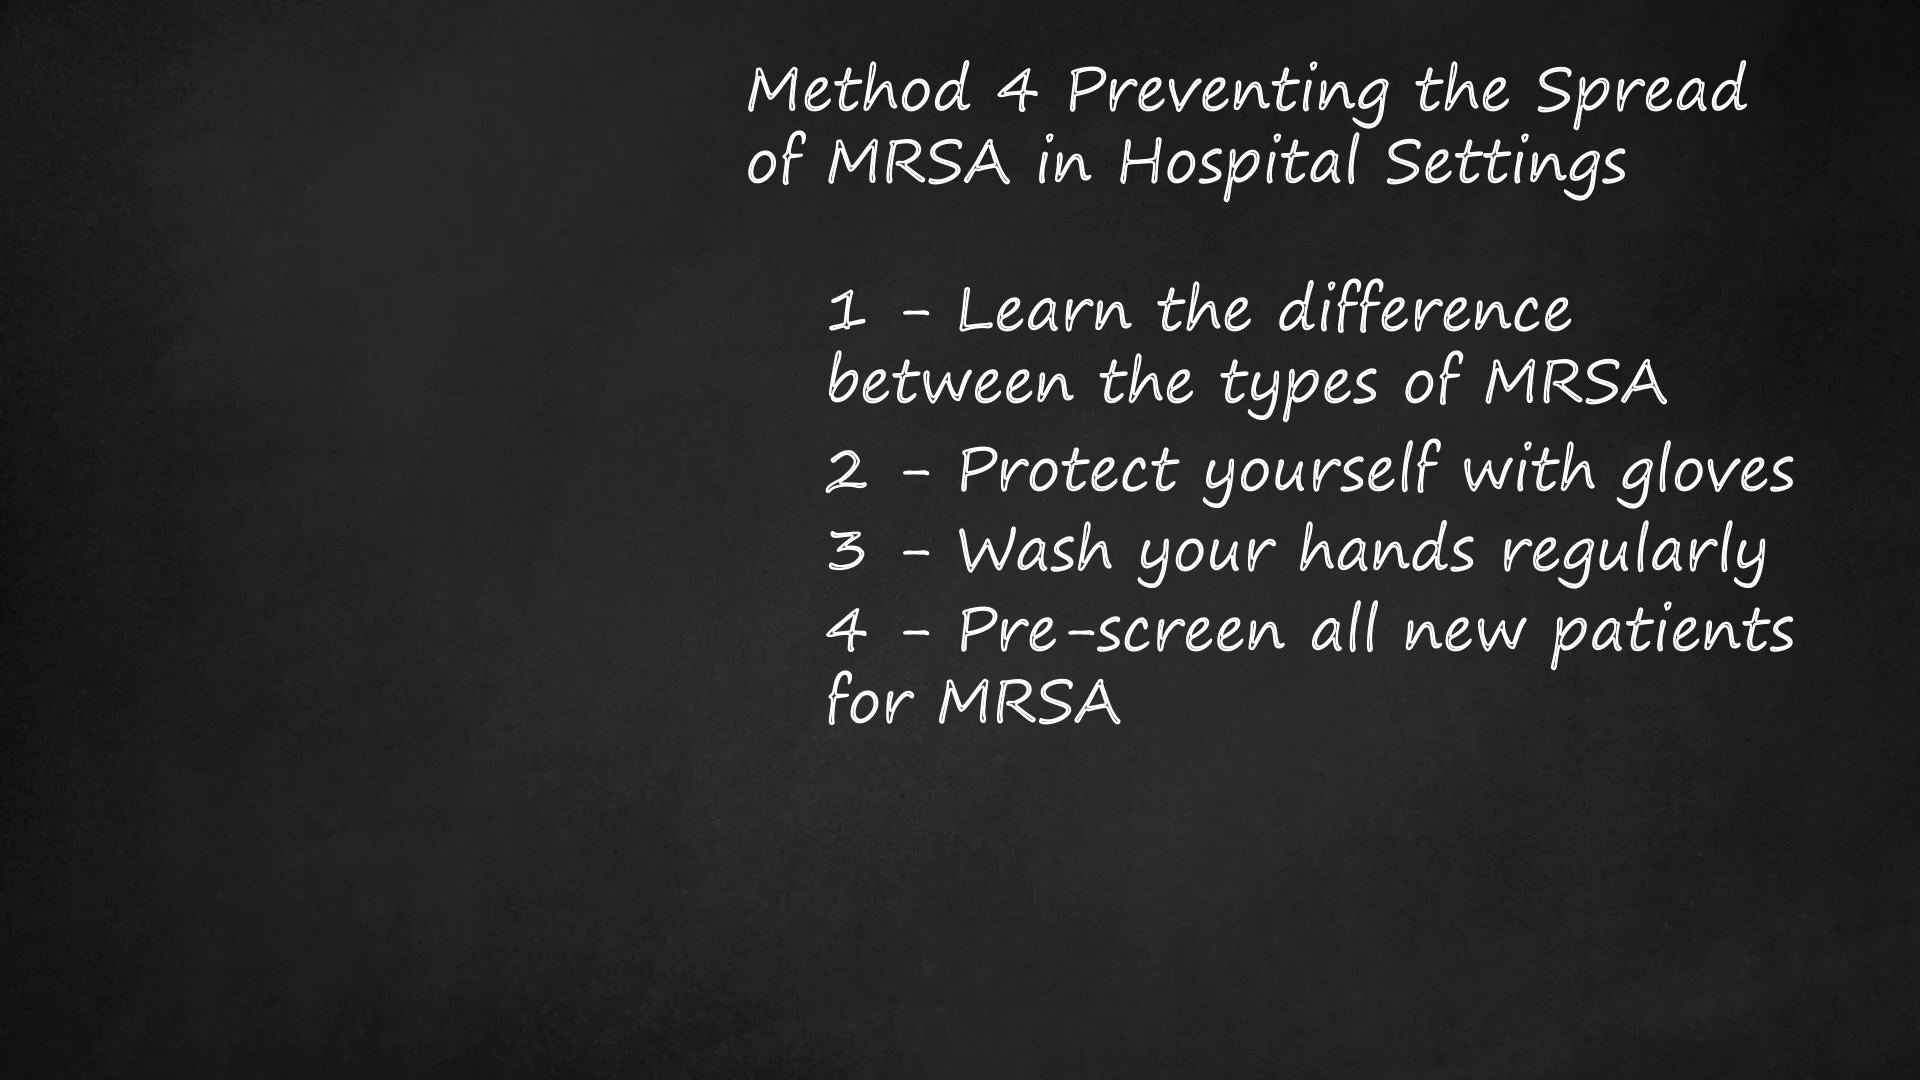 Method 4 Preventing the Spread
of MRSA in Hospital Settings
1 - Learn the difference
between the types of MRSA
2 - Protect yourself with gloves
3 - Wash your hands regularly
4 - Pre-screen all new patients
for MRSA